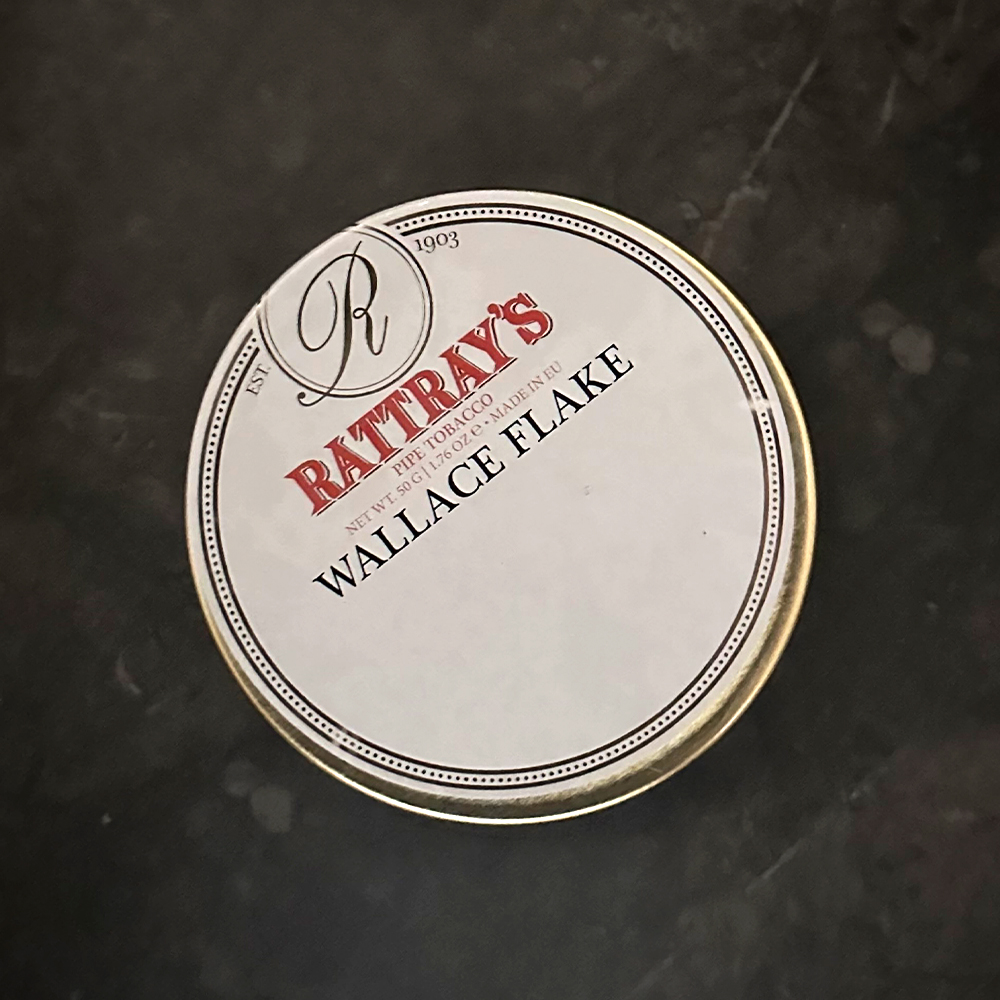 R
EST. 1903
RATTRAY'S
PIPE TOBACCO
NET WT. 50 G | 1.76 OZ ℮ • MADE IN EU
WALLACE FLAKE